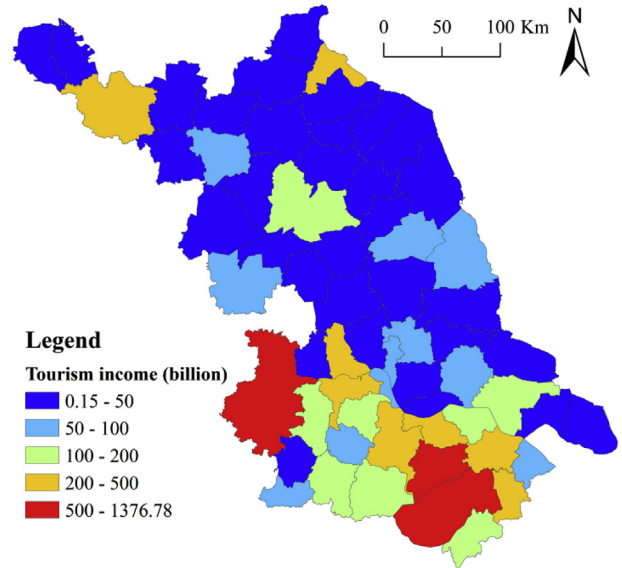 N
0 50 100 Km
Legend
Tourism income (billion)
0.15 - 50
50 - 100
100 - 200
200 - 500
500 - 1376.78